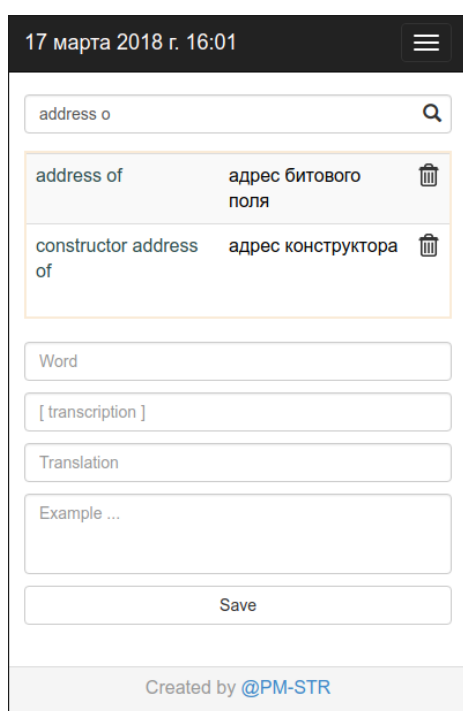 17 марта 2018 г. 16:01
address o
address of
адрес битового
поля
constructor address
of
адрес конструктора
Word
[ transcription ]
Translation
Example ...
Save
Created by @PM-STR